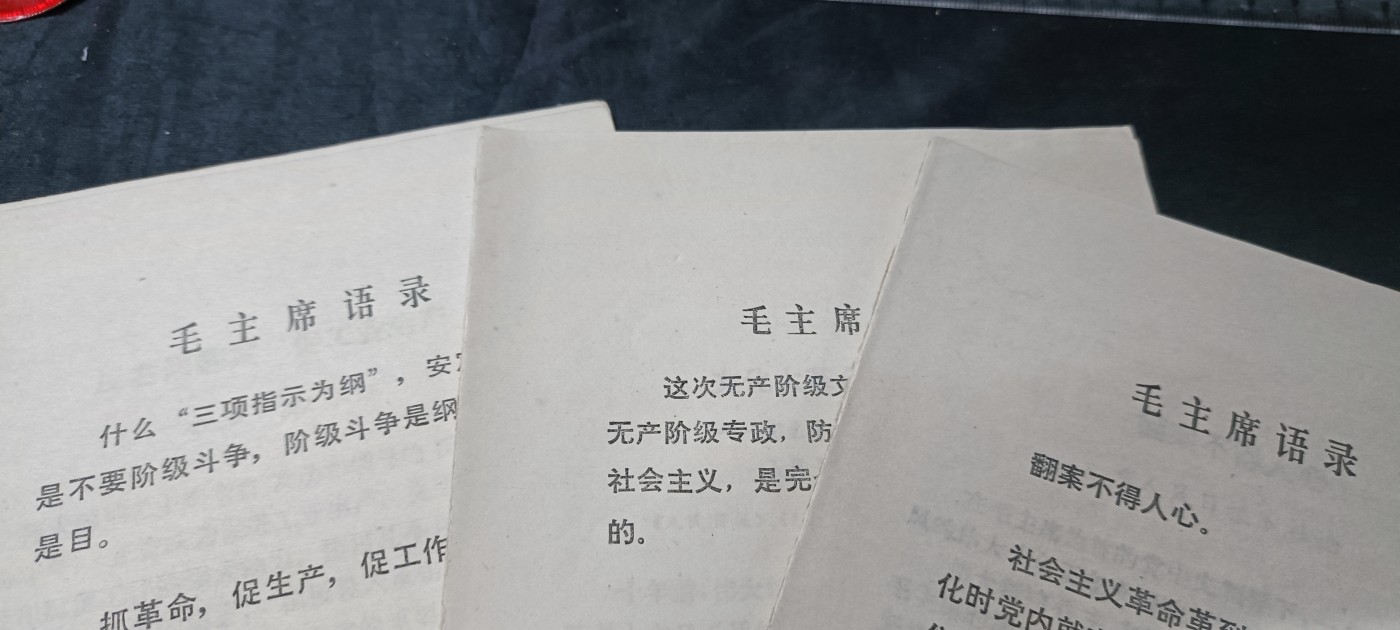 毛主席语录
什么“三项指示为纲”,安
是不要阶级斗争,阶级斗争是纲
是目。
抓革命,促生产,促工作
毛主席
这次无产阶级文
无产阶级专政,防
社会主义,是完
的。
毛主席语录
翻案不得人心。
社会主义革命革到
化时党内就